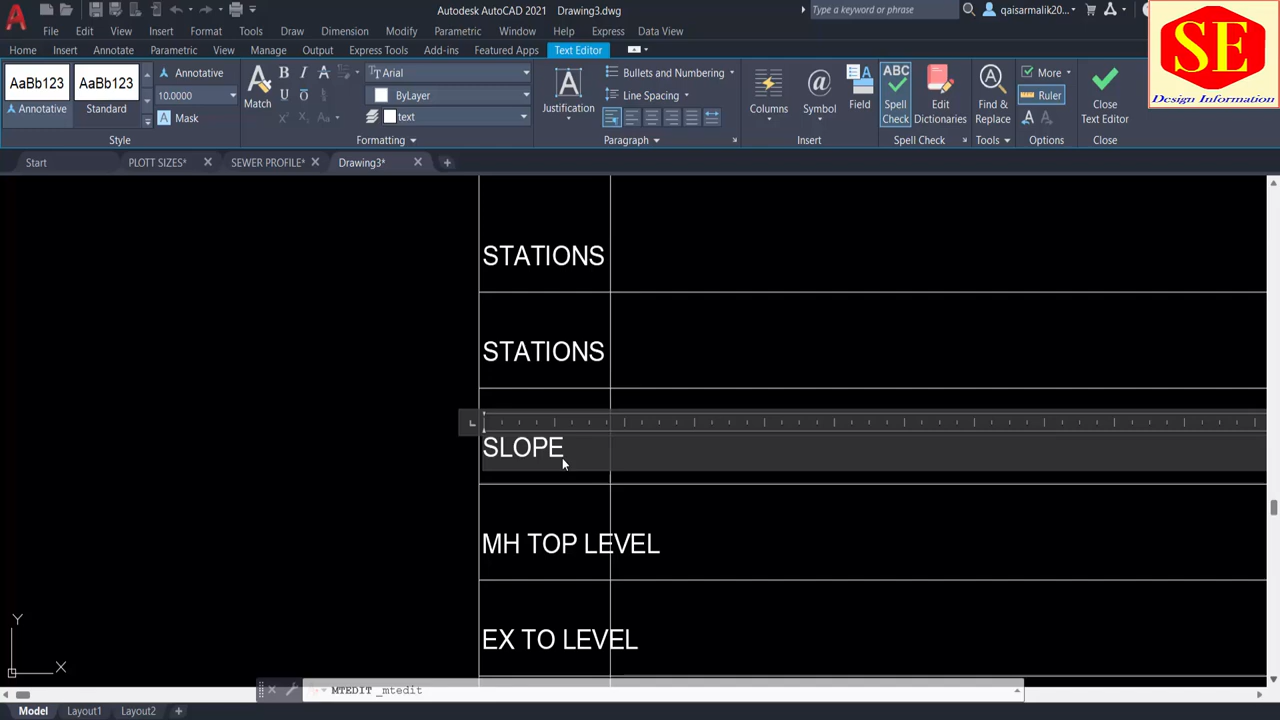 Autodesk AutoCAD 2021 Drawing3.dwg
Type a keyword or phrase
qaisarmalik20...
File Edit View Insert Format Tools Draw Dimension Modify Parametric Window Help Express Data View
Home Insert Annotate Parametric View Manage Output Express Tools Add-ins Featured Apps Text Editor
SE
Design Information
AaBb123 AaBb123 Annotative
Annotative Standard 10.0000
Mask
Style
Match
Arial
ByLayer
text
Formatting
Justification
Bullets and Numbering
Line Spacing
Paragraph
Columns Symbol Field
Insert
ABC
Spell Check
Edit Dictionaries
Spell Check
Find & Replace
Tools
More
Ruler
Options
Close Text Editor
Close
Start PLOTT SIZES* SEWER PROFILE* Drawing3*
STATIONS
STATIONS
SLOPE
MH TOP LEVEL
EX TO LEVEL
Y
X
MTEDIT _mtedit
Model Layout1 Layout2